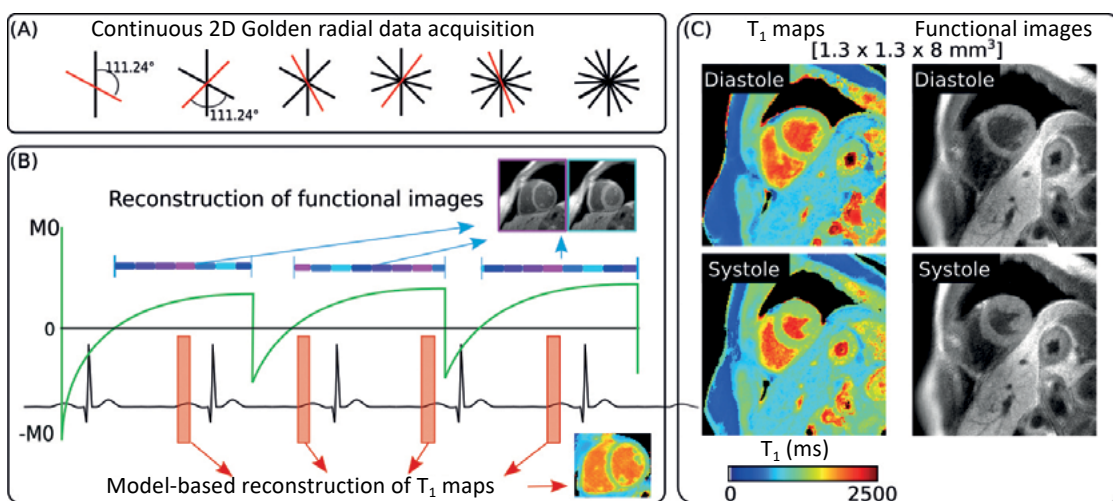 (A) Continuous 2D Golden radial data acquisition
111.24°
111.24°
(B)
Reconstruction of functional images
M0
0
-M0
Model-based reconstruction of T₁ maps
(C) T₁ maps Functional images
[1.3 x 1.3 x 8 mm³]
Diastole Diastole
Systole Systole
T₁ (ms)
0 2500